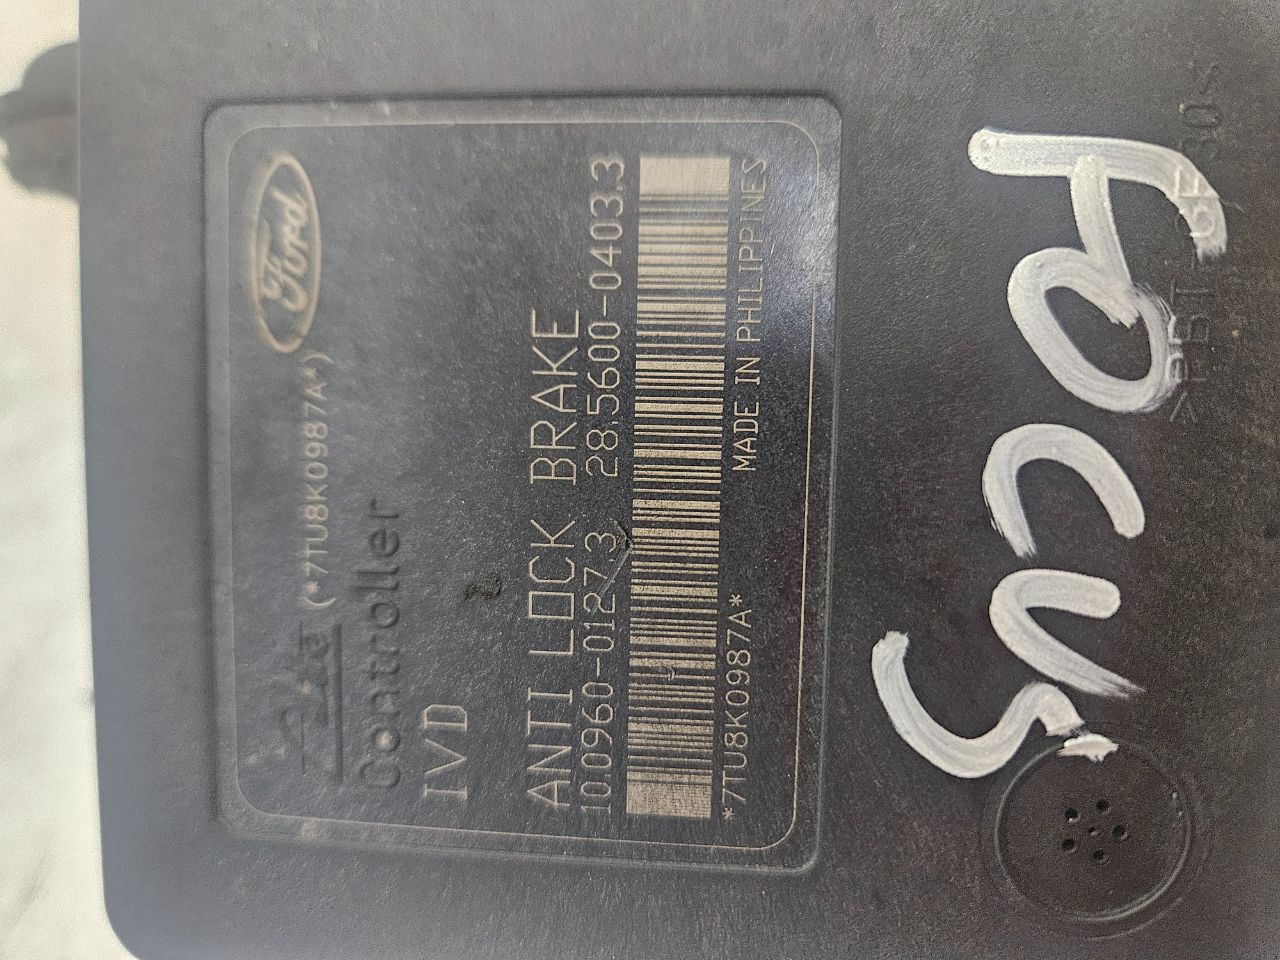 Ford
Elite (*7TU8K0987A*)
Controller
IVD
ANTI LOCK BRAKE
10.0960-0127.3 28.5600-0403.3
*7TU8K0987A* MADE IN PHILIPPINES
FOCUS